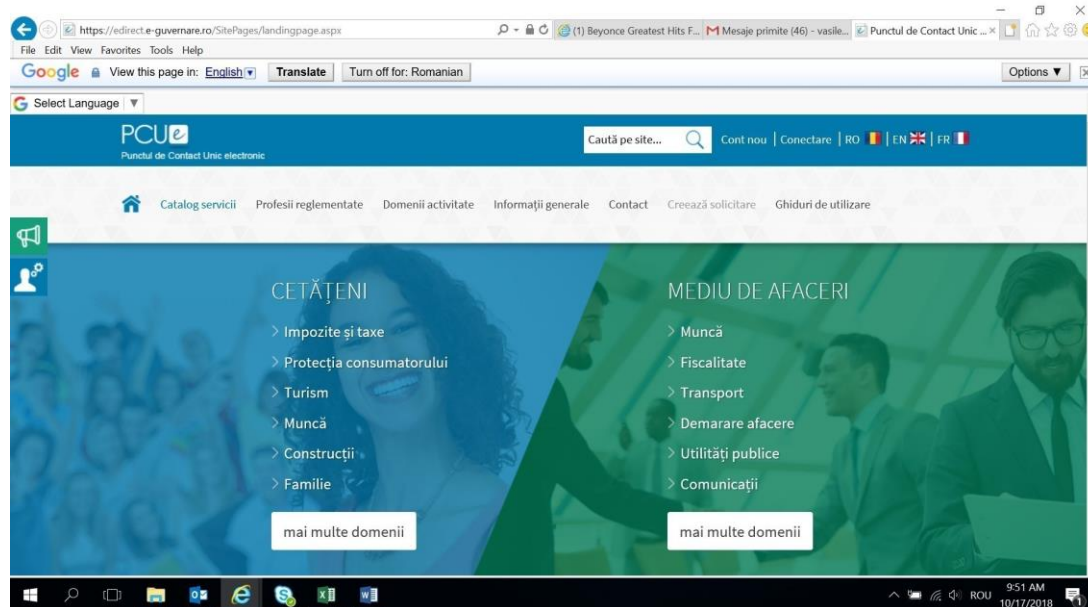 https://edirect.e-guvernare.ro/SitePages/landingpage.aspx
(1) Beyonce Greatest Hits F...
Mesaje primite (46) - vasile...
Punctul de Contact Unic ...
File Edit View Favorites Tools Help
Google View this page in: English Translate Turn off for: Romanian Options
Select Language
PCUe
Punctul de Contact Unic electronic
Caută pe site...
Cont nou | Conectare | RO | EN | FR
Catalog servicii Profesii reglementate Domenii activitate Informații generale Contact Creează solicitare Ghiduri de utilizare
CETĂȚENI
> Impozite și taxe
> Protecția consumatorului
> Turism
> Muncă
> Construcții
> Familie
mai multe domenii
MEDIU DE AFACERI
> Muncă
> Fiscalitate
> Transport
> Demarare afacere
> Utilități publice
> Comunicații
mai multe domenii
ROU
9:51 AM
10/17/2018